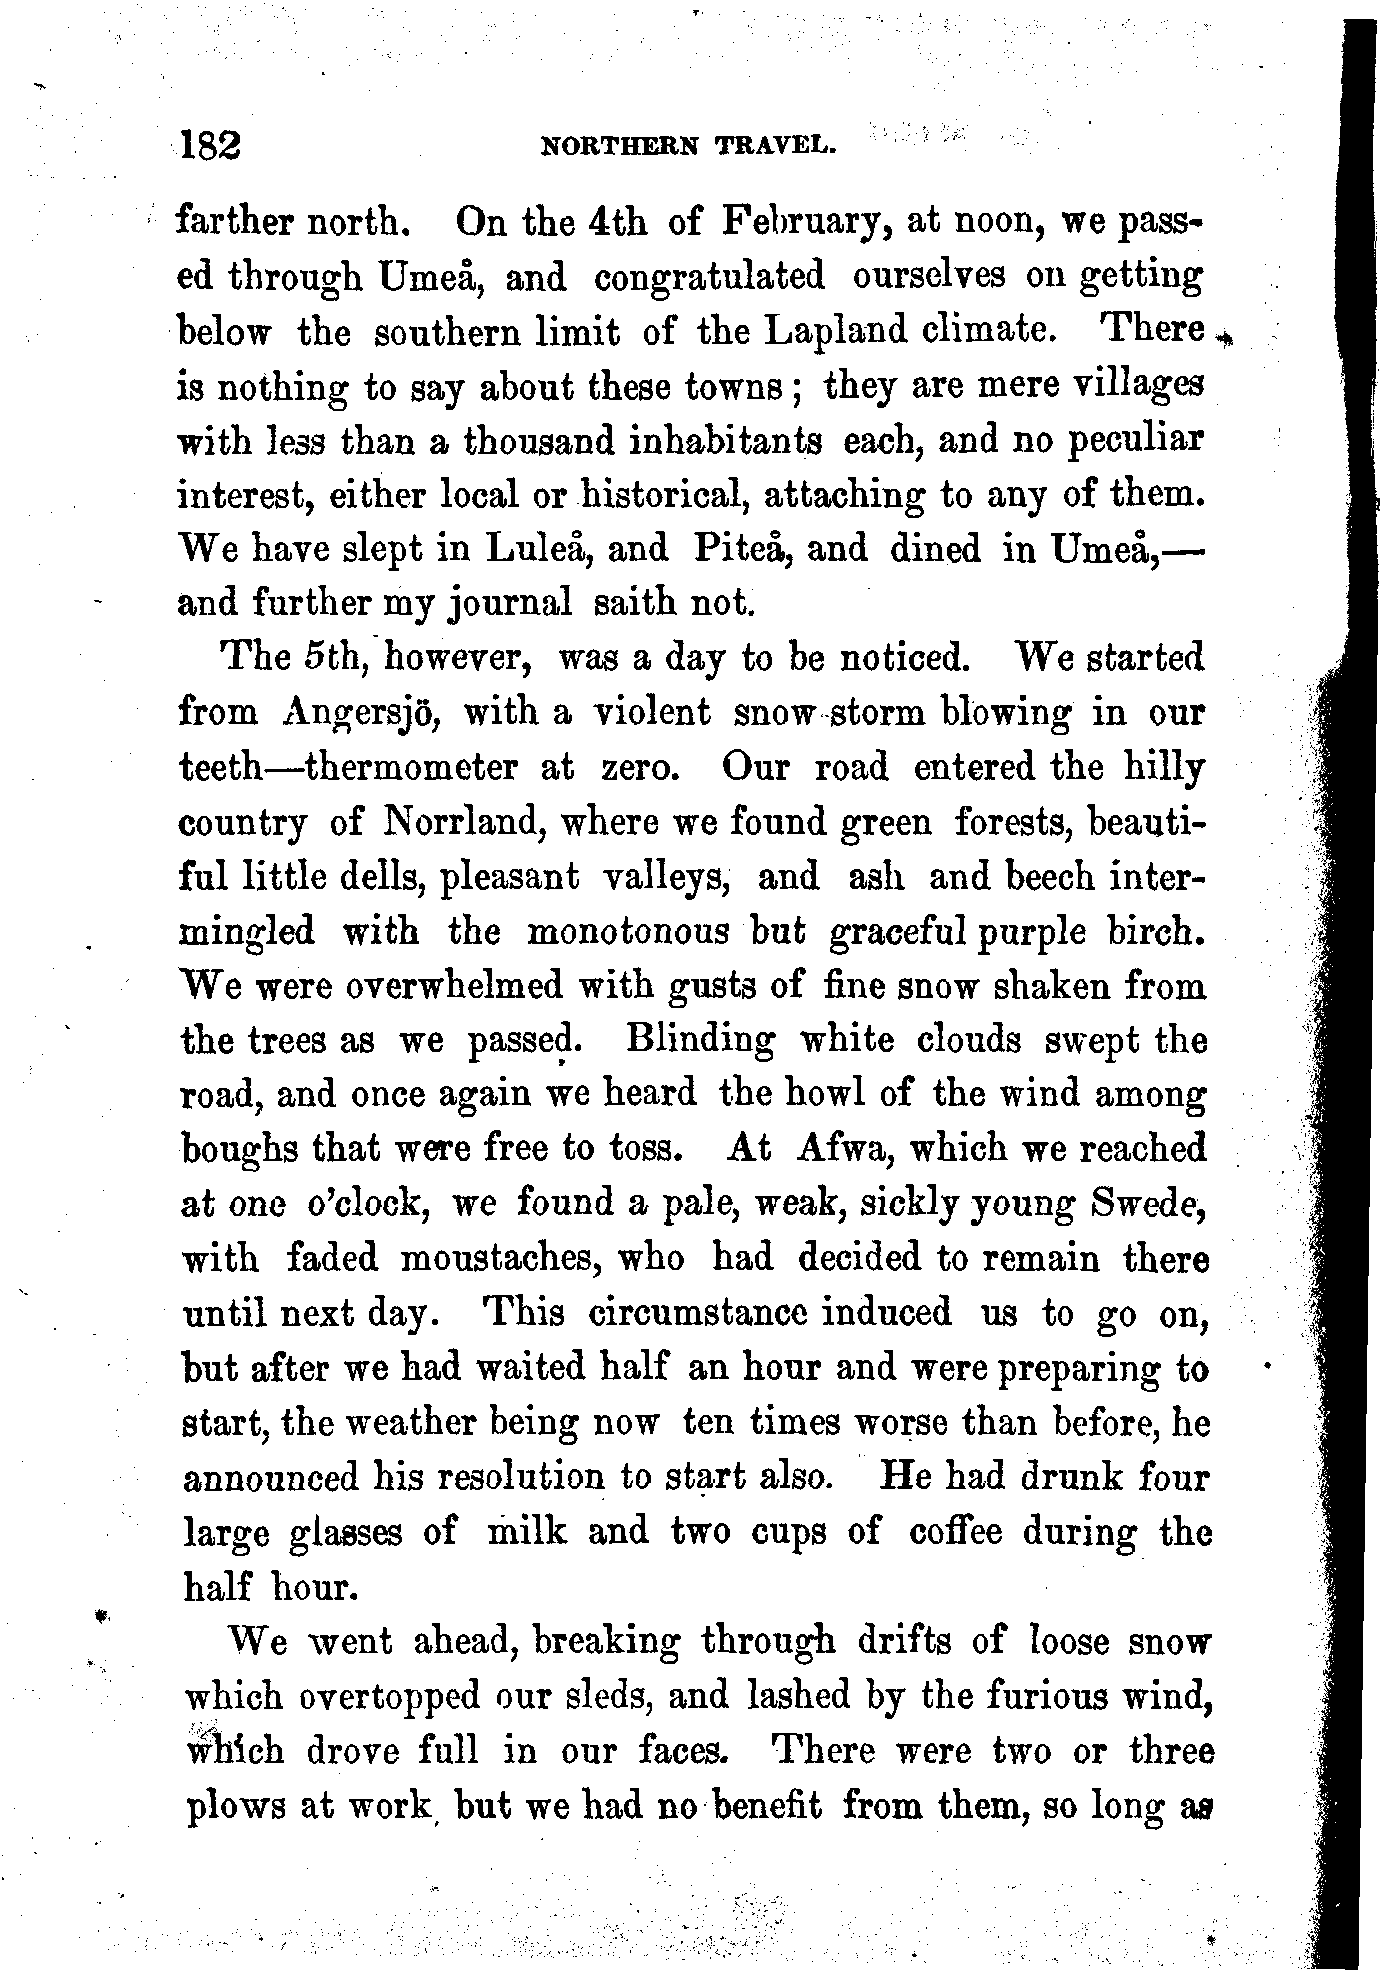 182 NORTHERN TRAVEL.
farther north. On the 4th of February, at noon, we pass-
ed through Umeå, and congratulated ourselves on getting
below the southern limit of the Lapland climate. There
is nothing to say about these towns; they are mere villages
with less than a thousand inhabitants each, and no peculiar
interest, either local or historical, attaching to any of them.
We have slept in Luleå, and Piteå, and dined in Umeå,—
and further my journal saith not.
The 5th, however, was a day to be noticed. We started
from Angersjö, with a violent snow-storm blowing in our
teeth—thermometer at zero. Our road entered the hilly
country of Norrland, where we found green forests, beauti-
ful little dells, pleasant valleys, and ash and beech inter-
mingled with the monotonous but graceful purple birch.
We were overwhelmed with gusts of fine snow shaken from
the trees as we passed. Blinding white clouds swept the
road, and once again we heard the howl of the wind among
boughs that were free to toss. At Afwa, which we reached
at one o'clock, we found a pale, weak, sickly young Swede,
with faded moustaches, who had decided to remain there
until next day. This circumstance induced us to go on,
but after we had waited half an hour and were preparing to
start, the weather being now ten times worse than before, he
announced his resolution to start also. He had drunk four
large glasses of milk and two cups of coffee during the
half hour.
We went ahead, breaking through drifts of loose snow
which overtopped our sleds, and lashed by the furious wind,
which drove full in our faces. There were two or three
plows at work, but we had no benefit from them, so long as